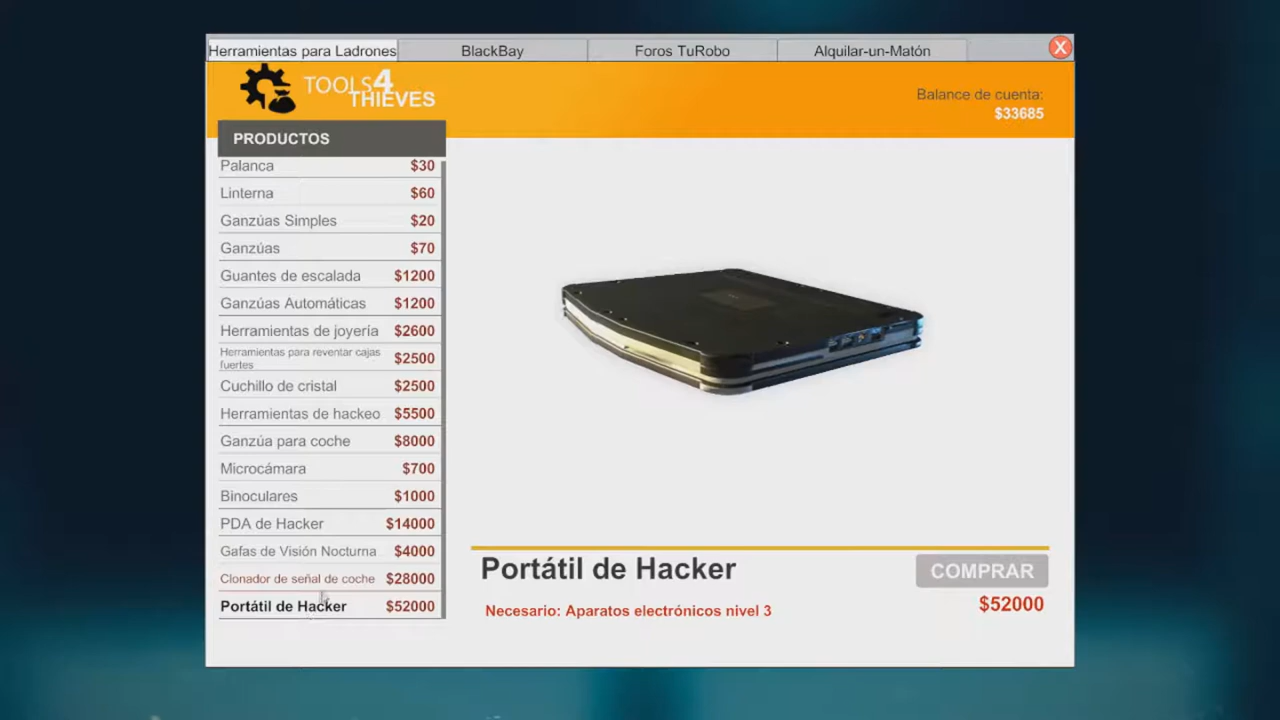 Herramientas para Ladrones BlackBay Foros TuRobo Alquilar-un-Matón X
TOOLS4
THIEVES
Balance de cuenta:
$33685
PRODUCTOS
Palanca $30
Linterna $60
Ganzúas Simples $20
Ganzúas $70
Guantes de escalada $1200
Ganzúas Automáticas $1200
Herramientas de joyería $2600
Herramientas para reventar cajas
fuertes $2500
Cuchillo de cristal $2500
Herramientas de hackeo $5500
Ganzúa para coche $8000
Microcámara $700
Binoculares $1000
PDA de Hacker $14000
Gafas de Visión Nocturna $4000
Clonador de señal de coche $28000
Portátil de Hacker $52000
Portátil de Hacker
COMPRAR
Necesario: Aparatos electrónicos nivel 3
$52000